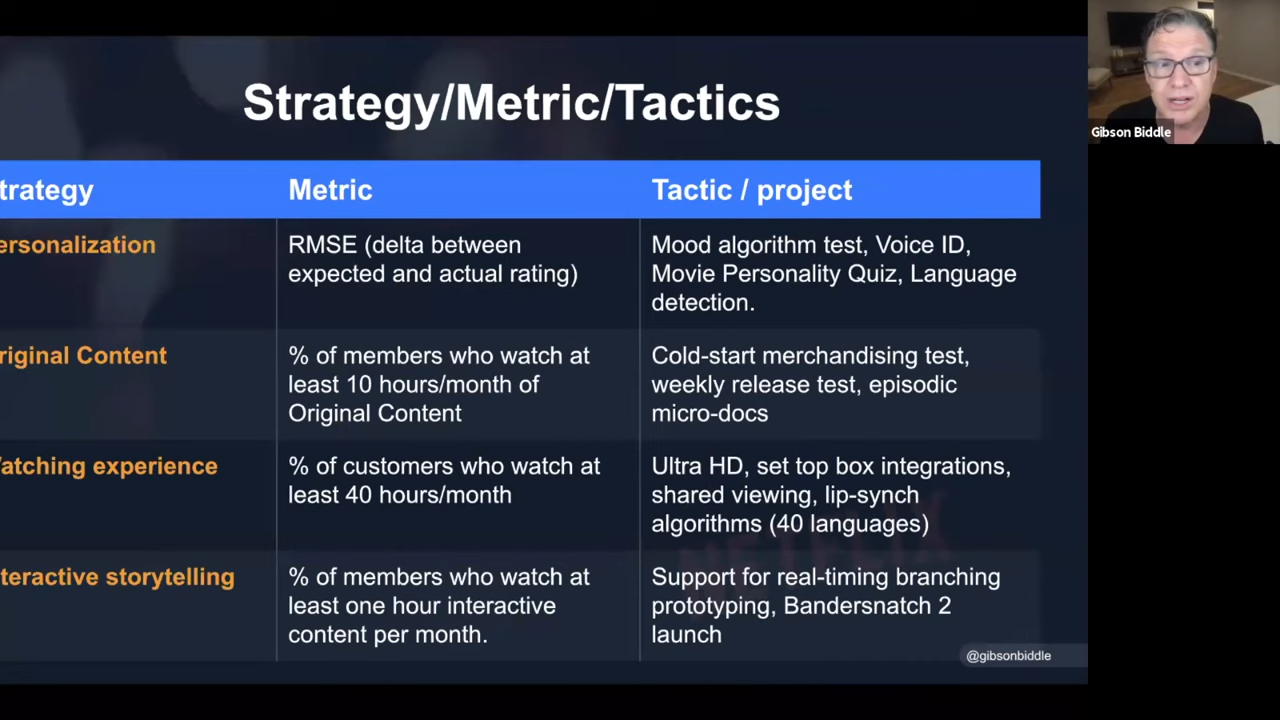 Strategy/Metric/Tactics
trategy
Metric
Tactic / project
ersonalization
RMSE (delta between
expected and actual rating)
Mood algorithm test, Voice ID,
Movie Personality Quiz, Language
detection.
riginal Content
% of members who watch at
least 10 hours/month of
Original Content
Cold-start merchandising test,
weekly release test, episodic
micro-docs
atching experience
% of customers who watch at
least 40 hours/month
Ultra HD, set top box integrations,
shared viewing, lip-synch
algorithms (40 languages)
teractive storytelling
% of members who watch at
least one hour interactive
content per month.
Support for real-timing branching
prototyping, Bandersnatch 2
launch
NETFLIX
@gibsonbiddle
Gibson Biddle